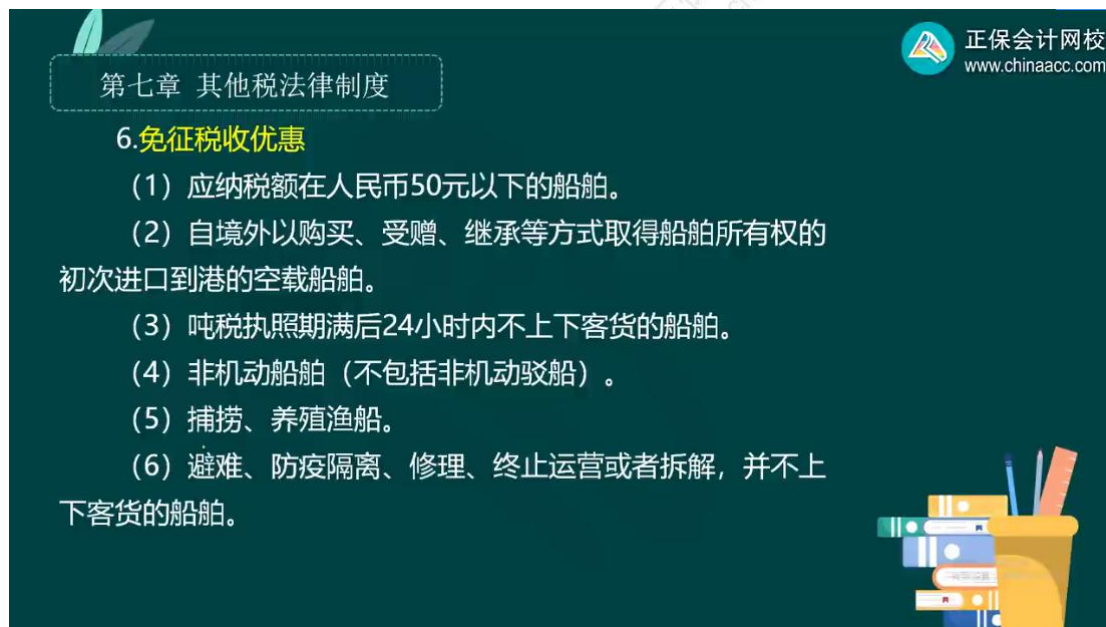 正保会计网校
www.chinaacc.com
第七章 其他税法律制度
6.免征税收优惠
（1）应纳税额在人民币50元以下的船舶。
（2）自境外以购买、受赠、继承等方式取得船舶所有权的
初次进口到港的空载船舶。
（3）吨税执照期满后24小时内不上下客货的船舶。
（4）非机动船舶（不包括非机动驳船）。
（5）捕捞、养殖渔船。
（6）避难、防疫隔离、修理、终止运营或者拆解，并不上
下客货的船舶。